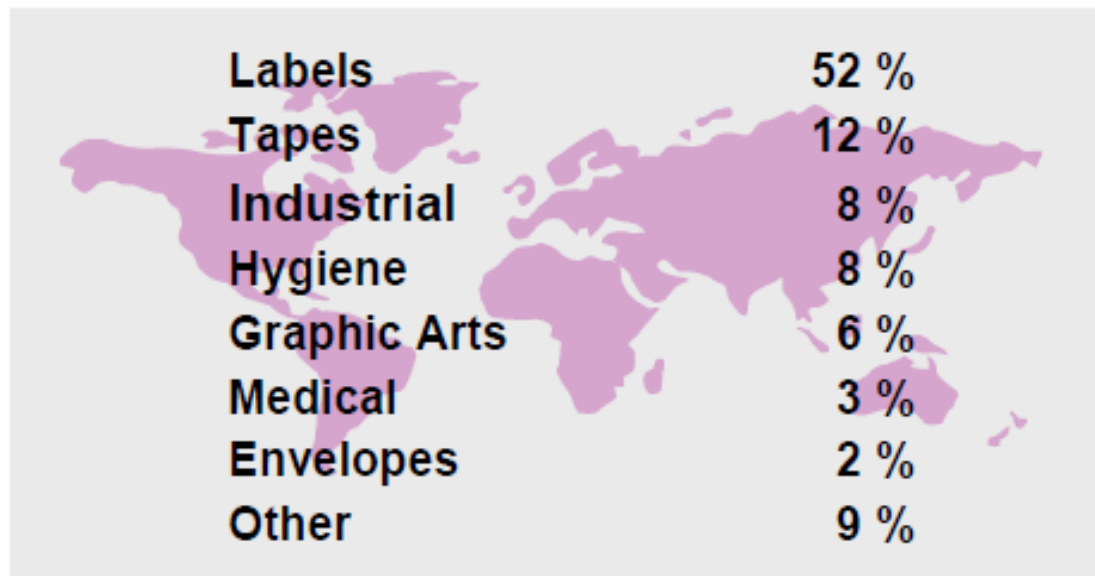 Labels 52 %
Tapes 12 %
Industrial 8 %
Hygiene 8 %
Graphic Arts 6 %
Medical 3 %
Envelopes 2 %
Other 9 %